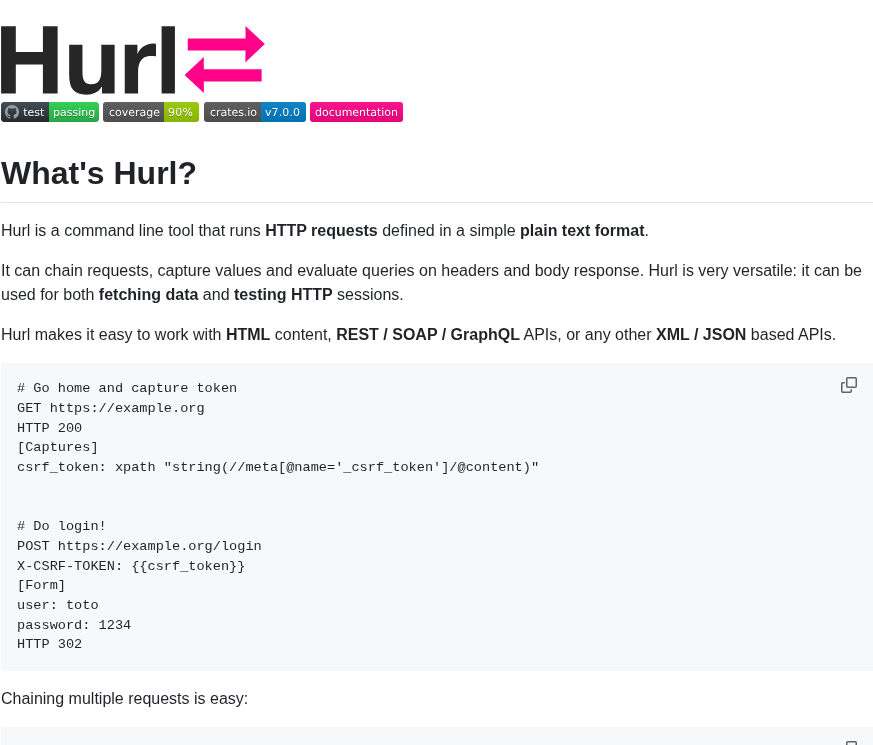 Hurl
test passing coverage 90% crates.io v7.0.0 documentation
What's Hurl?
Hurl is a command line tool that runs HTTP requests defined in a simple plain text format.
It can chain requests, capture values and evaluate queries on headers and body response. Hurl is very versatile: it can be
used for both fetching data and testing HTTP sessions.
Hurl makes it easy to work with HTML content, REST / SOAP / GraphQL APIs, or any other XML / JSON based APIs.
# Go home and capture token
GET https://example.org
HTTP 200
[Captures]
csrf_token: xpath "string(//meta[@name='_csrf_token']/@content)"
# Do login!
POST https://example.org/login
X-CSRF-TOKEN: {{csrf_token}}
[Form]
user: toto
password: 1234
HTTP 302
Chaining multiple requests is easy: